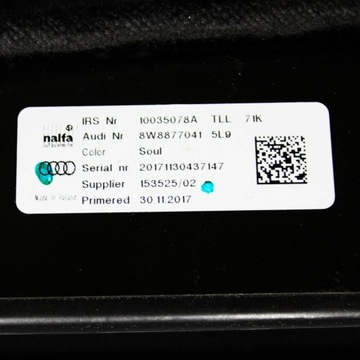 nalfa
IRS Nr 10035078A TLL 71K
Audi Nr 8W8877041 5L9
Color Soul
Serial nr 20171130437147
Supplier 153525/02
Made in Poland Primered 30.11.2017